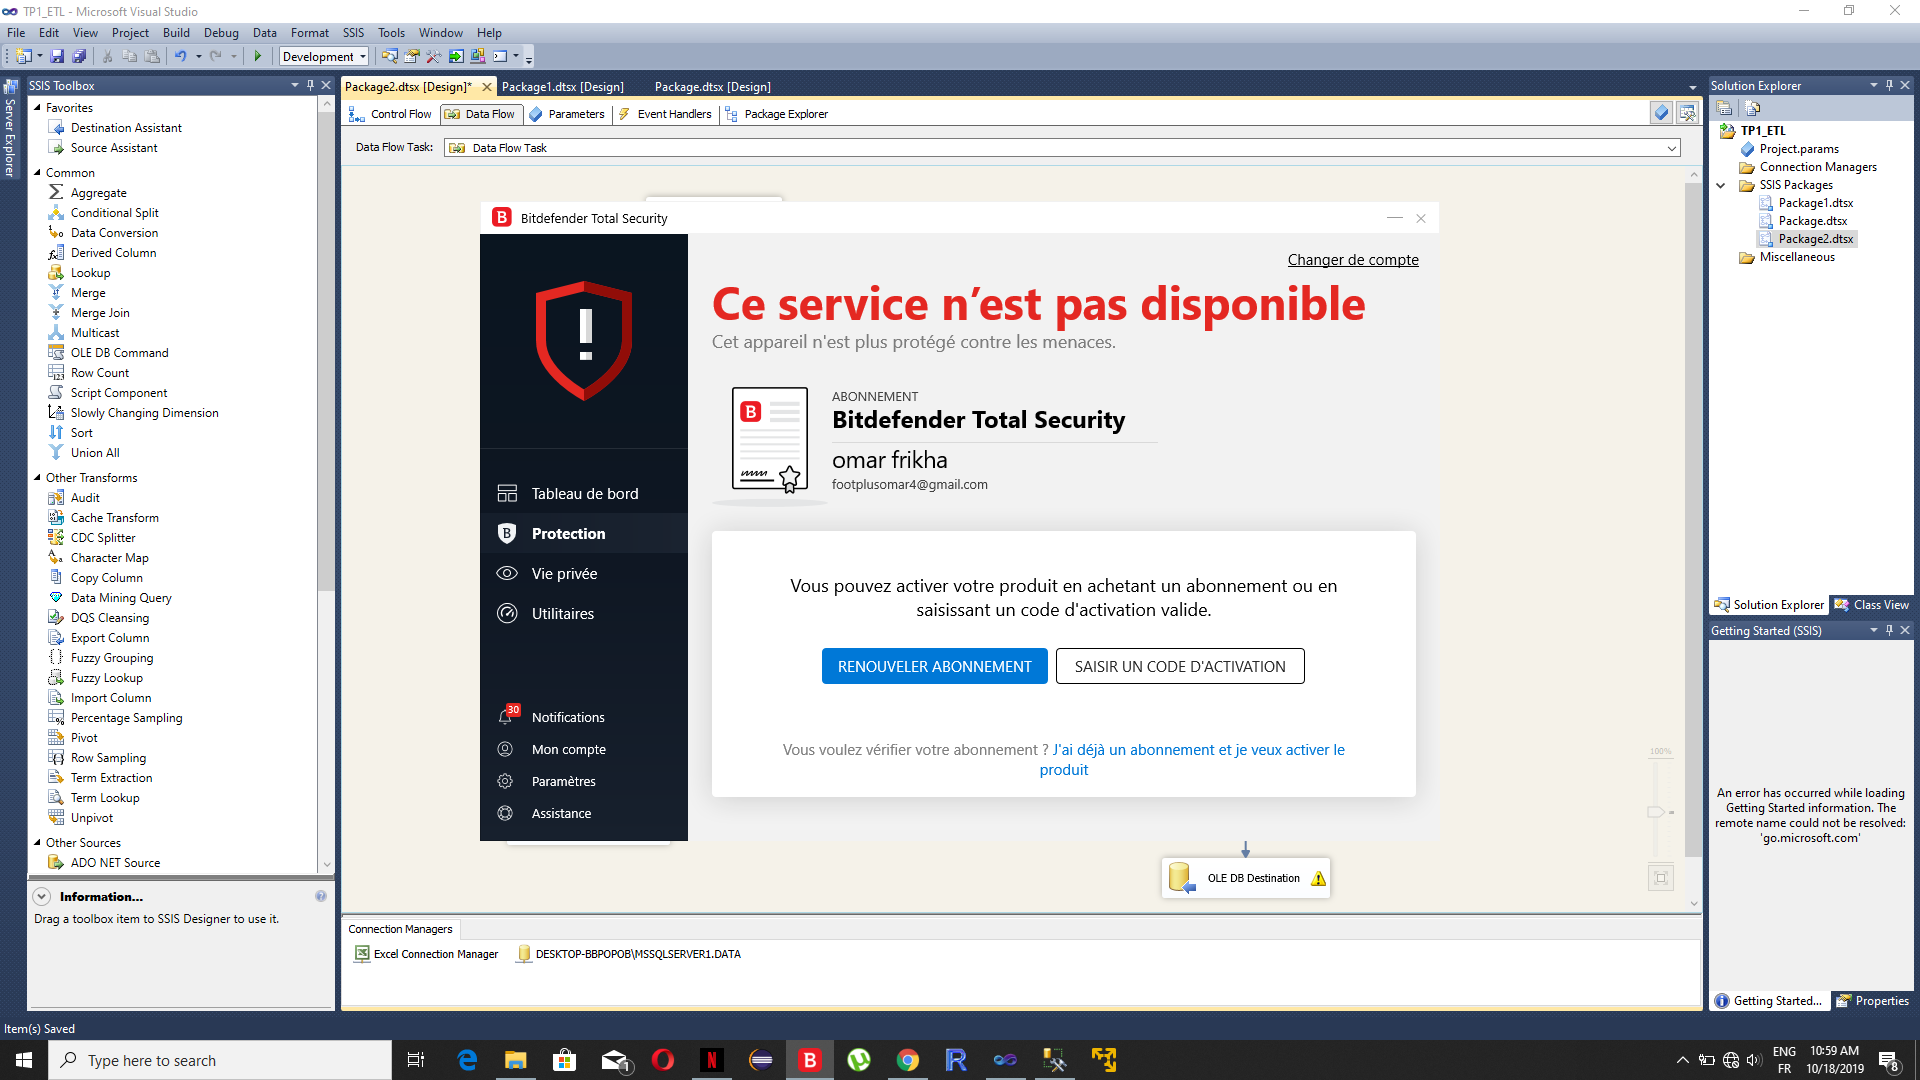 TP1_ETL - Microsoft Visual Studio
File Edit View Project Build Debug Data Format SSIS Tools Window Help
Development
Server Explorer
SSIS Toolbox
Favorites
Destination Assistant
Source Assistant
Common
Aggregate
Conditional Split
Data Conversion
Derived Column
Lookup
Merge
Merge Join
Multicast
OLE DB Command
Row Count
Script Component
Slowly Changing Dimension
Sort
Union All
Other Transforms
Audit
Cache Transform
CDC Splitter
Character Map
Copy Column
Data Mining Query
DQS Cleansing
Export Column
Fuzzy Grouping
Fuzzy Lookup
Import Column
Percentage Sampling
Pivot
Row Sampling
Term Extraction
Term Lookup
Unpivot
Other Sources
ADO NET Source
Information...
Drag a toolbox item to SSIS Designer to use it.
Package2.dtsx [Design]* Package1.dtsx [Design] Package.dtsx [Design]
Control Flow Data Flow Parameters Event Handlers Package Explorer
Data Flow Task: Data Flow Task
B Bitdefender Total Security
Changer de compte
Ce service n’est pas disponible
Cet appareil n'est plus protégé contre les menaces.
B
ABONNEMENT
Bitdefender Total Security
omar frikha
footplusomar4@gmail.com
Tableau de bord
B Protection
Vie privée
Utilitaires
30
Notifications
Mon compte
Paramètres
Assistance
Vous pouvez activer votre produit en achetant un abonnement ou en
saisissant un code d'activation valide.
RENOUVELER ABONNEMENT SAISIR UN CODE D'ACTIVATION
Vous voulez vérifier votre abonnement ? J'ai déjà un abonnement et je veux activer le
produit
100%
OLE DB Destination
Connection Managers
Excel Connection Manager DESKTOP-BBPOPOB\MSSQLSERVER1.DATA
Solution Explorer
TP1_ETL
Project.params
Connection Managers
SSIS Packages
Package1.dtsx
Package.dtsx
Package2.dtsx
Miscellaneous
Solution Explorer Class View
Getting Started (SSIS)
An error has occurred while loading
Getting Started information. The
remote name could not be resolved:
'go.microsoft.com'
Getting Started... Properties
Item(s) Saved
Type here to search
1
N
B
R
ENG
FR
10:59 AM
10/18/2019
8